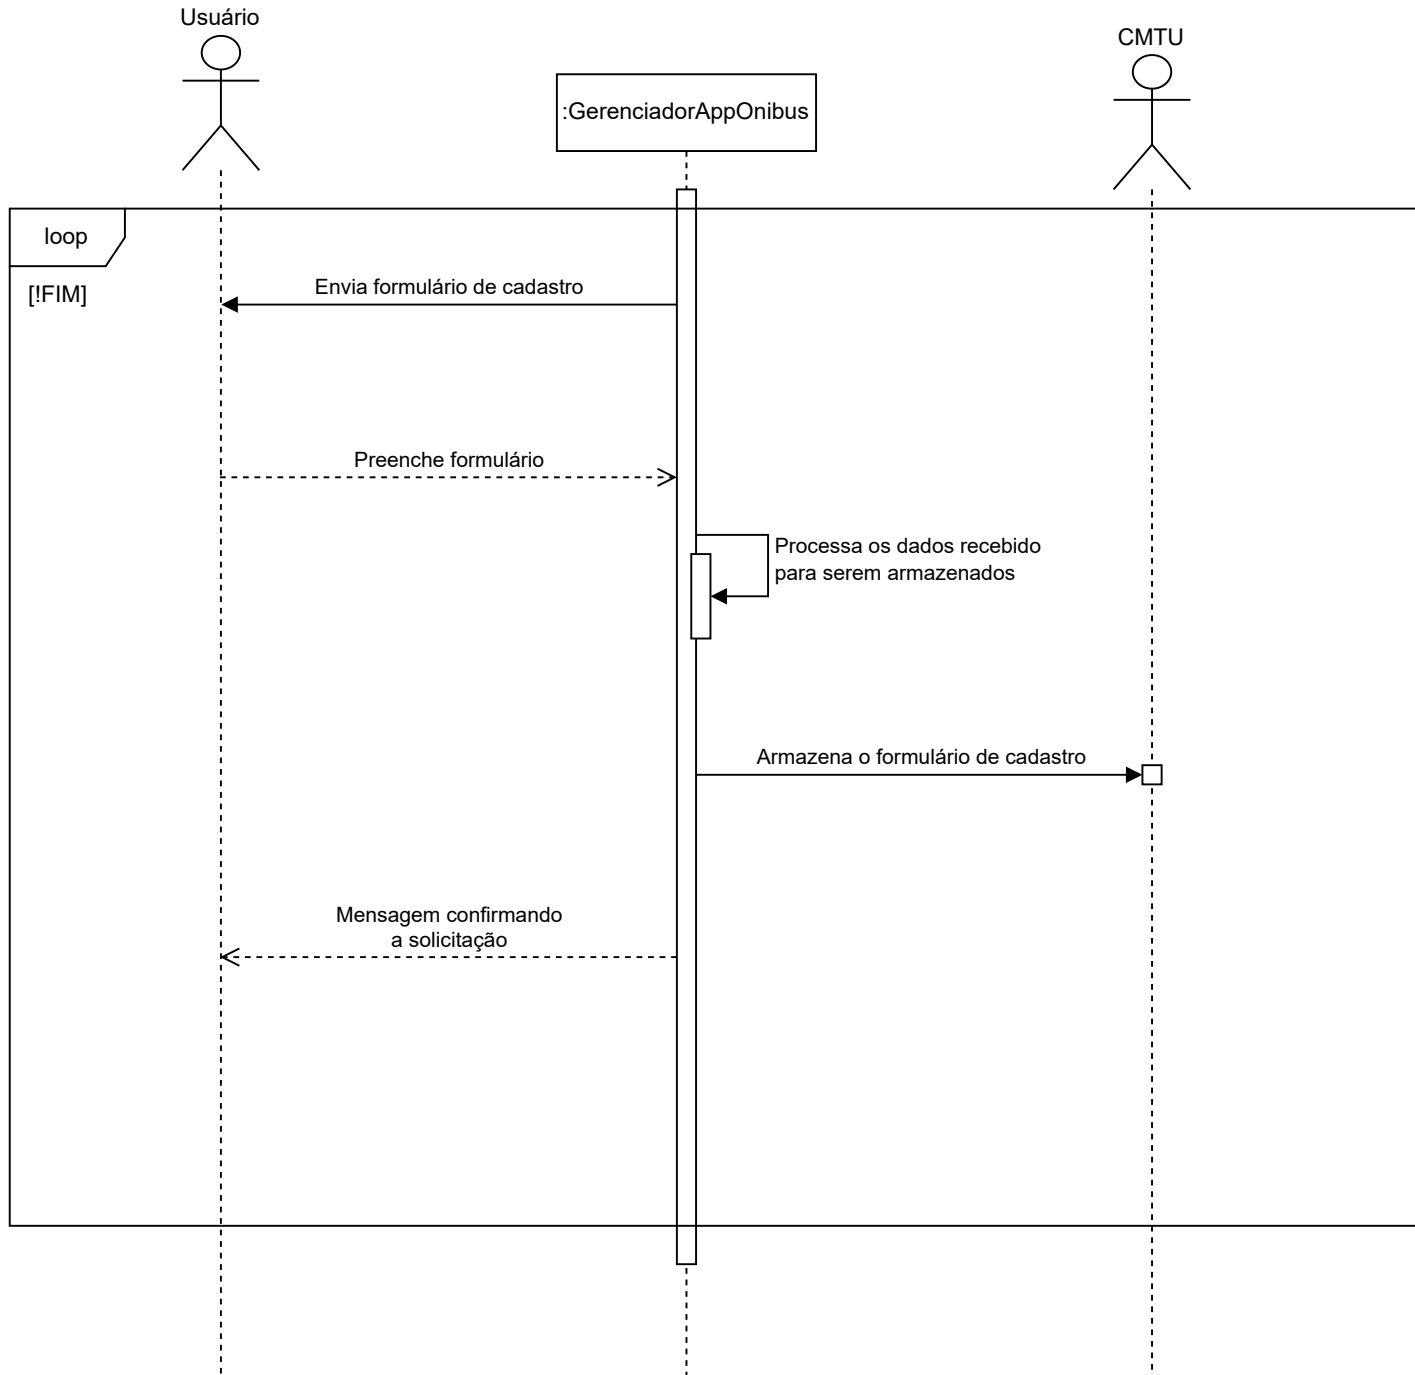 Usuário
CMTU
:GerenciadorAppOnibus
loop
[!FIM]
Envia formulário de cadastro
Preenche formulário
Processa os dados recebido
para serem armazenados
Armazena o formulário de cadastro
Mensagem confirmando
a solicitação